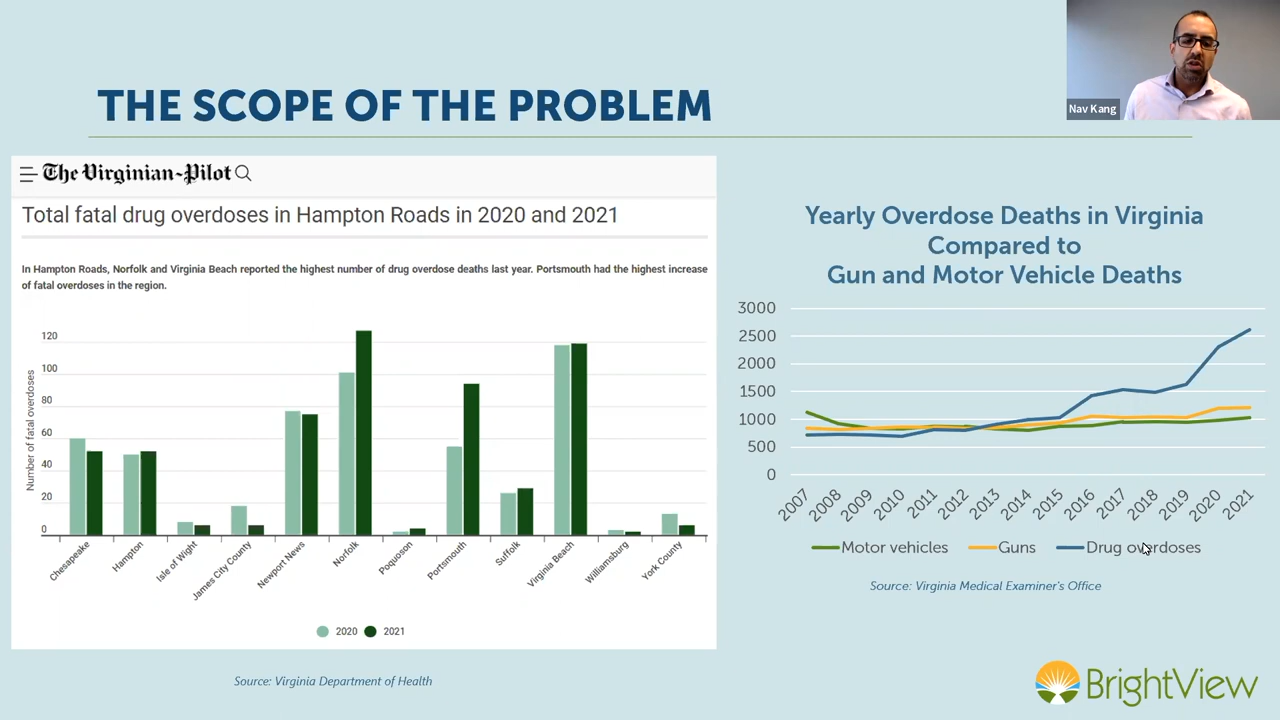 THE SCOPE OF THE PROBLEM
Nav Kang
The Virginian-Pilot
Total fatal drug overdoses in Hampton Roads in 2020 and 2021
In Hampton Roads, Norfolk and Virginia Beach reported the highest number of drug overdose deaths last year. Portsmouth had the highest increase
of fatal overdoses in the region.
Number of fatal overdoses
120
100
80
60
40
20
0
Chesapeake
Hampton
Isle of Wight
James City County
Newport News
Norfolk
Poquoson
Portsmouth
Suffolk
Virginia Beach
Williamsburg
York County
2020 2021
Source: Virginia Department of Health
Yearly Overdose Deaths in Virginia
Compared to
Gun and Motor Vehicle Deaths
3000
2500
2000
1500
1000
500
0
2007 2008 2009 2010 2011 2012 2013 2014 2015 2016 2017 2018 2019 2020 2021
Motor vehicles Guns Drug overdoses
Source: Virginia Medical Examiner's Office
BrightView